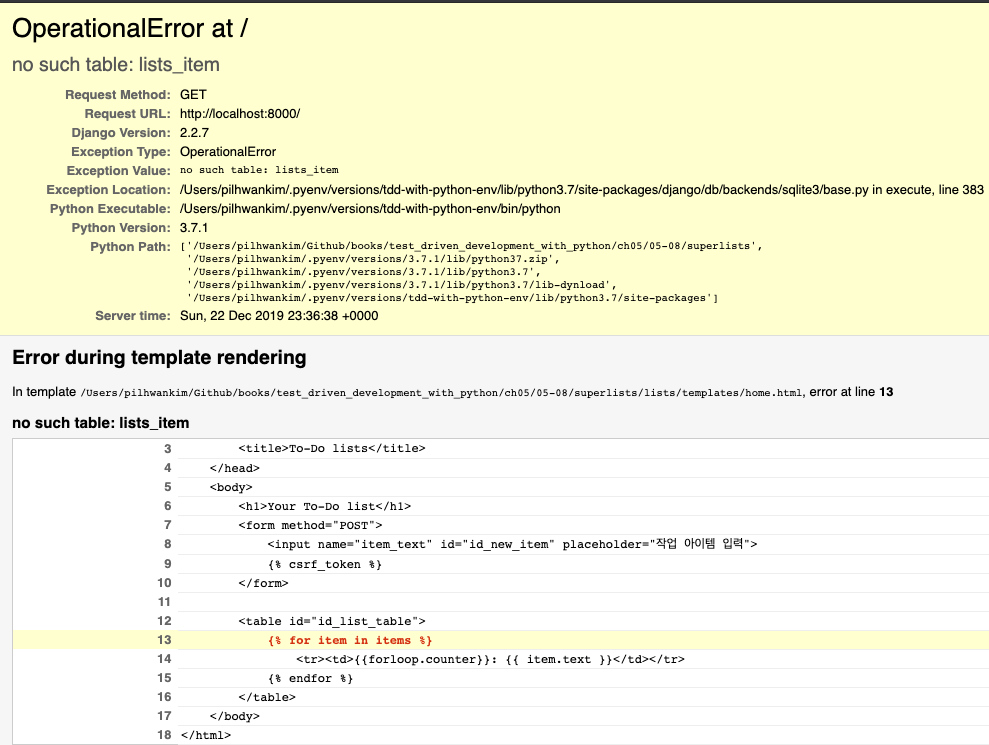 OperationalError at /
no such table: lists_item
Request Method: GET
Request URL: http://localhost:8000/
Django Version: 2.2.7
Exception Type: OperationalError
Exception Value: no such table: lists_item
Exception Location: /Users/pilhwankim/.pyenv/versions/tdd-with-python-env/lib/python3.7/site-packages/django/db/backends/sqlite3/base.py in execute, line 383
Python Executable: /Users/pilhwankim/.pyenv/versions/tdd-with-python-env/bin/python
Python Version: 3.7.1
Python Path: ['/Users/pilhwankim/Github/books/test_driven_development_with_python/ch05/05-08/superlists',
'/Users/pilhwankim/.pyenv/versions/3.7.1/lib/python37.zip',
'/Users/pilhwankim/.pyenv/versions/3.7.1/lib/python3.7',
'/Users/pilhwankim/.pyenv/versions/3.7.1/lib/python3.7/lib-dynload',
'/Users/pilhwankim/.pyenv/versions/tdd-with-python-env/lib/python3.7/site-packages']
Server time: Sun, 22 Dec 2019 23:36:38 +0000
Error during template rendering
In template /Users/pilhwankim/Github/books/test_driven_development_with_python/ch05/05-08/superlists/lists/templates/home.html, error at line 13
no such table: lists_item
3 <title>To-Do lists</title>
4 </head>
5 <body>
6 <h1>Your To-Do list</h1>
7 <form method="POST">
8 <input name="item_text" id="id_new_item" placeholder="작업 아이템 입력">
9 {% csrf_token %}
10 </form>
11
12 <table id="id_list_table">
13 {% for item in items %}
14 <tr><td>{{forloop.counter}}: {{ item.text }}</td></tr>
15 {% endfor %}
16 </table>
17 </body>
18 </html>